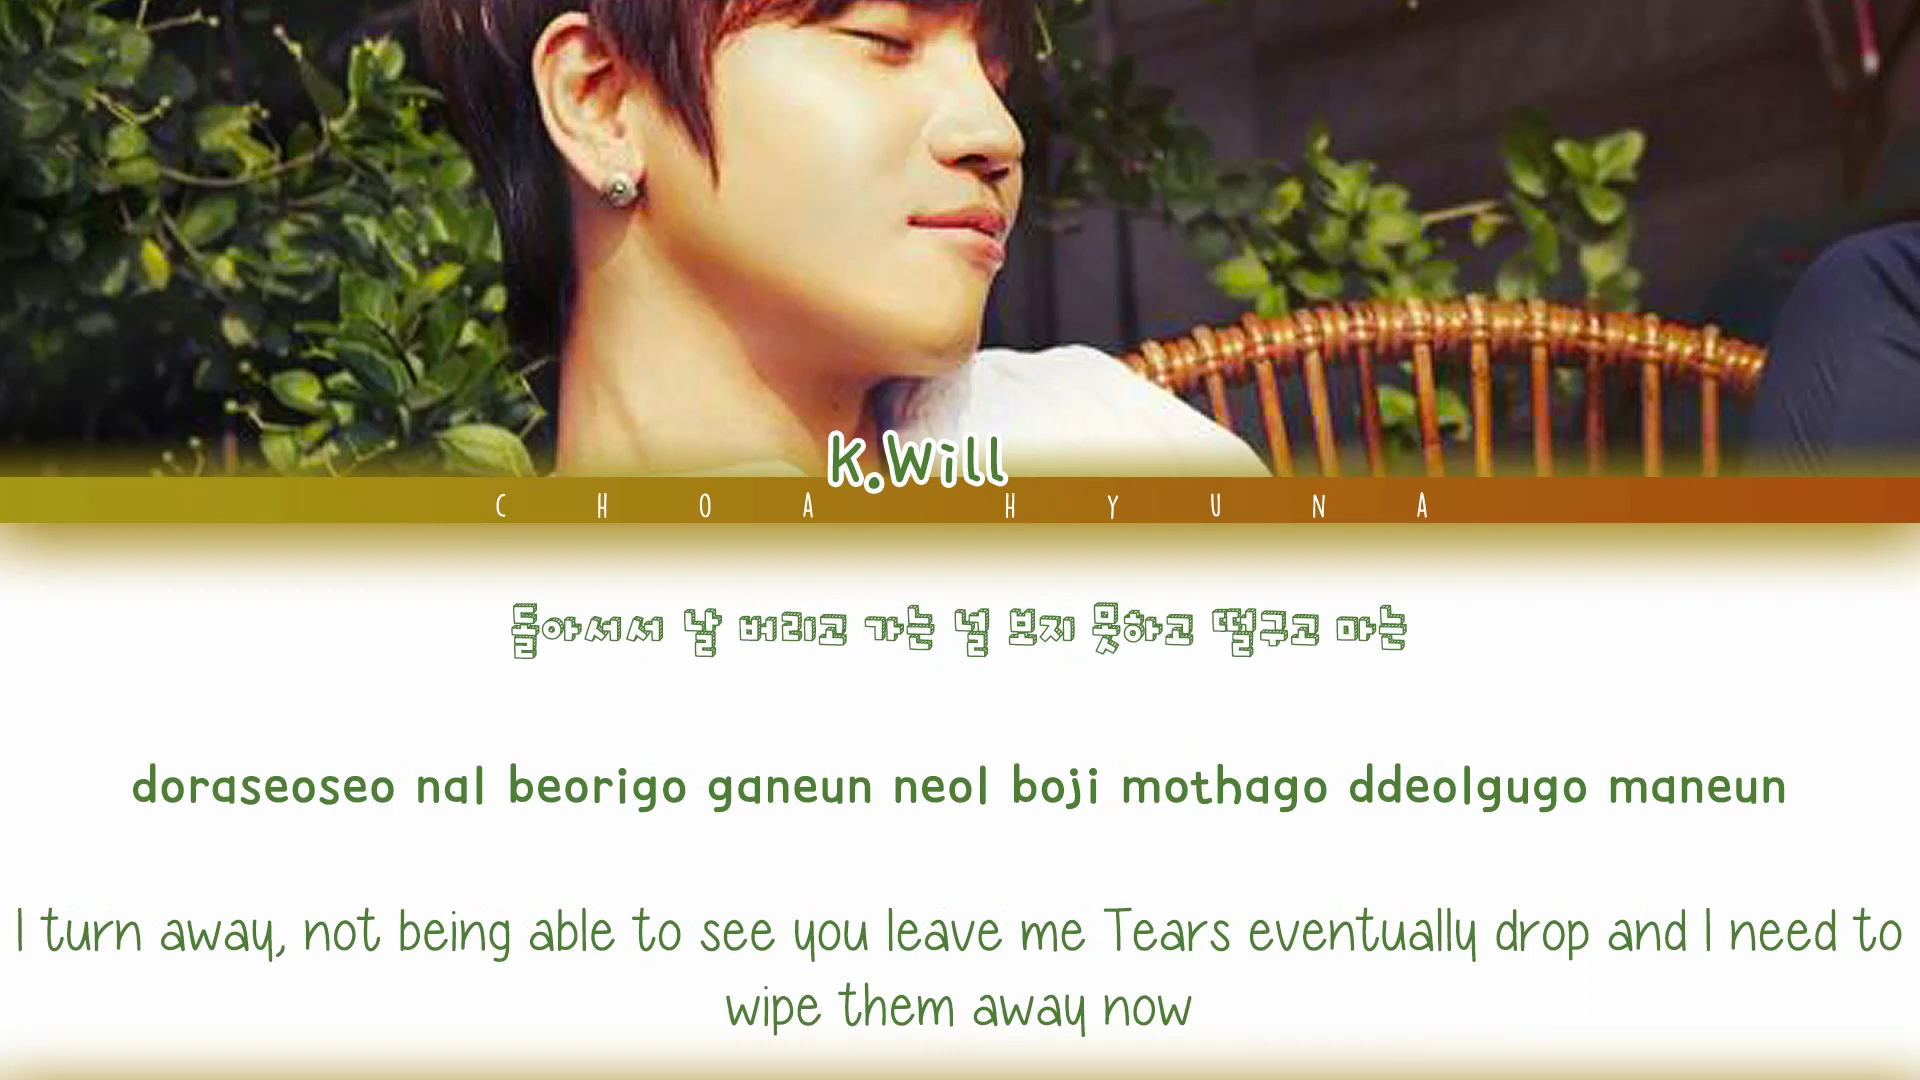 K.Will
CHOA HYUNA
돌아서서 날 버리고 가는 널 보지 못하고 떨구고 마는
doraseoseo nal beorigo ganeun neol boji mothago ddeolgugo maneun
I turn away, not being able to see you leave me Tears eventually drop and I need to
wipe them away now